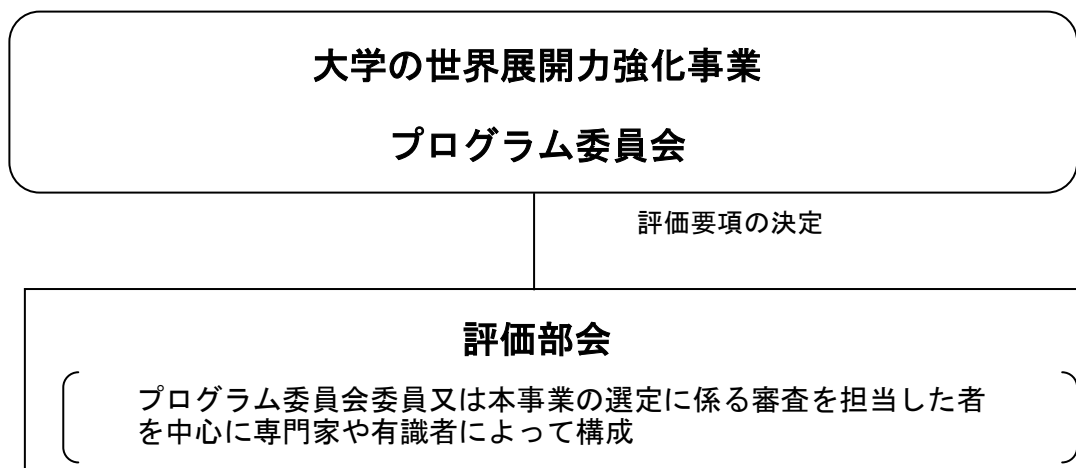 大学の世界展開力強化事業
プログラム委員会
評価要項の決定
評価部会
プログラム委員会委員又は本事業の選定に係る審査を担当した者
を中心に専門家や有識者によって構成